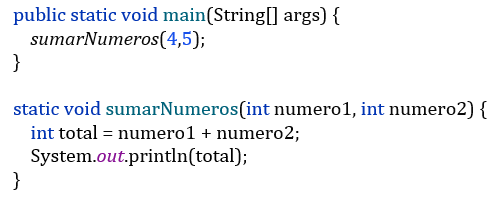 public static void main(String[] args) {
sumarNumeros(4,5);
}
static void sumarNumeros(int numero1, int numero2) {
int total = numero1 + numero2;
System.out.println(total);
}